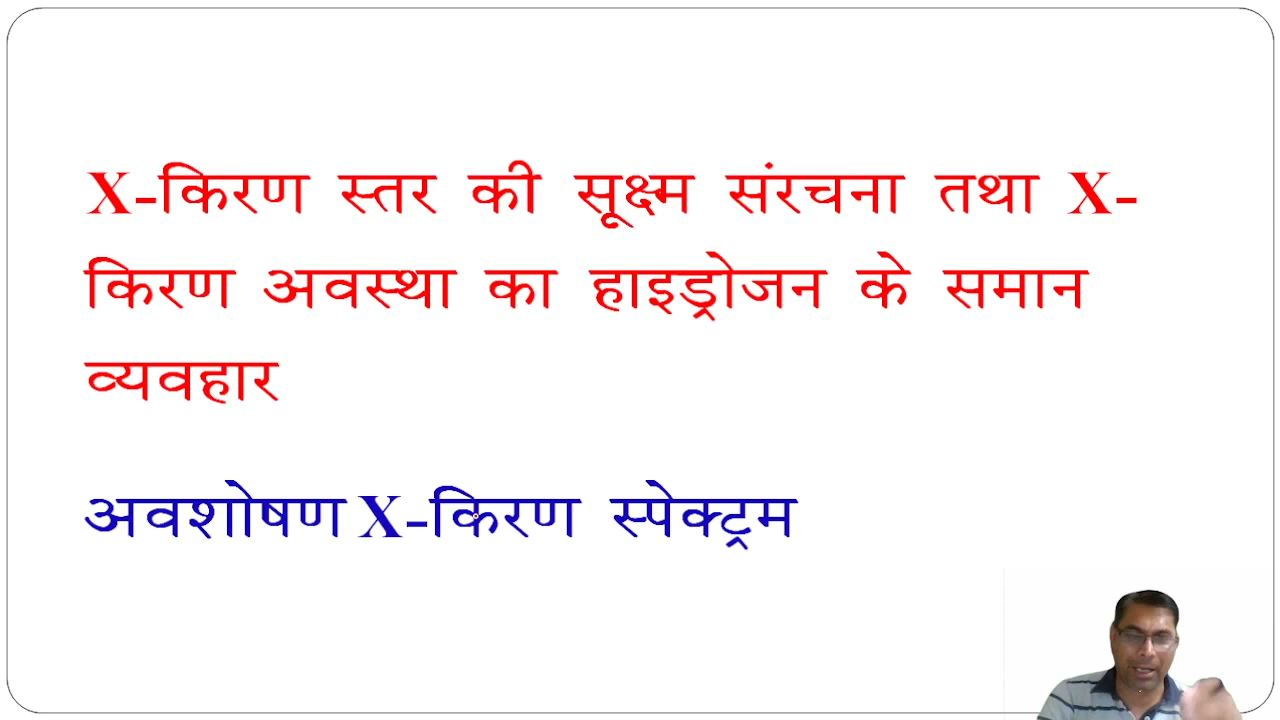 X-किरण स्तर की सूक्ष्म संरचना तथा X-
किरण अवस्था का हाइड्रोजन के समान
व्यवहार
अवशोषण X-किरण स्पेक्ट्रम